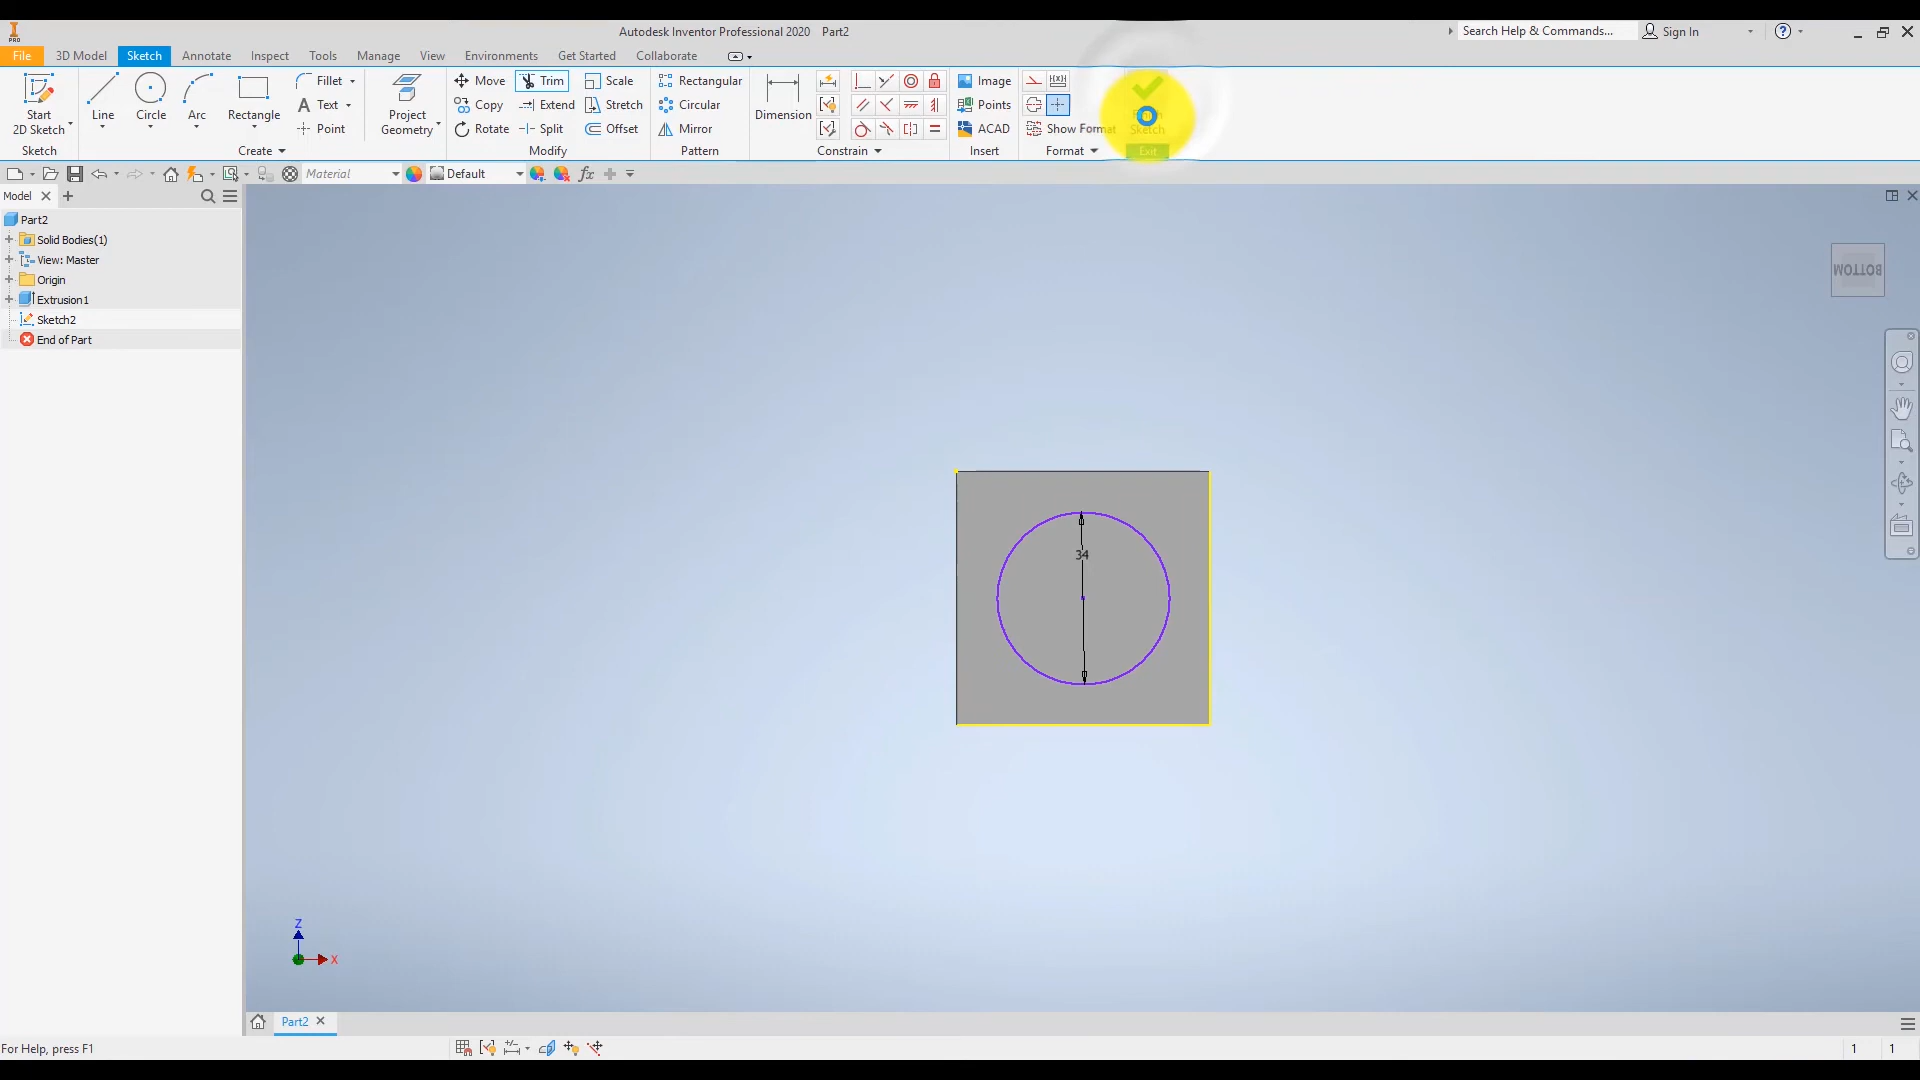 Autodesk Inventor Professional 2020 Part2
Search Help & Commands...
Sign In
PRO
File 3D Model Sketch Annotate Inspect Tools Manage View Environments Get Started Collaborate
Start
2D Sketch
Line
Circle
Arc
Rectangle
Fillet
Text
Point
Project
Geometry
Move
Copy
Rotate
Trim
Extend
Split
Scale
Stretch
Offset
Rectangular
Circular
Mirror
Dimension
Image
Points
ACAD
Show Format
Sketch
Sketch
Create
Modify
Pattern
Constrain
Insert
Format
Exit
Material
Default
fx
Model
Part2
Solid Bodies(1)
View: Master
Origin
Extrusion1
Sketch2
End of Part
BOTTOM
34
Z
X
Part2
For Help, press F1
1 1